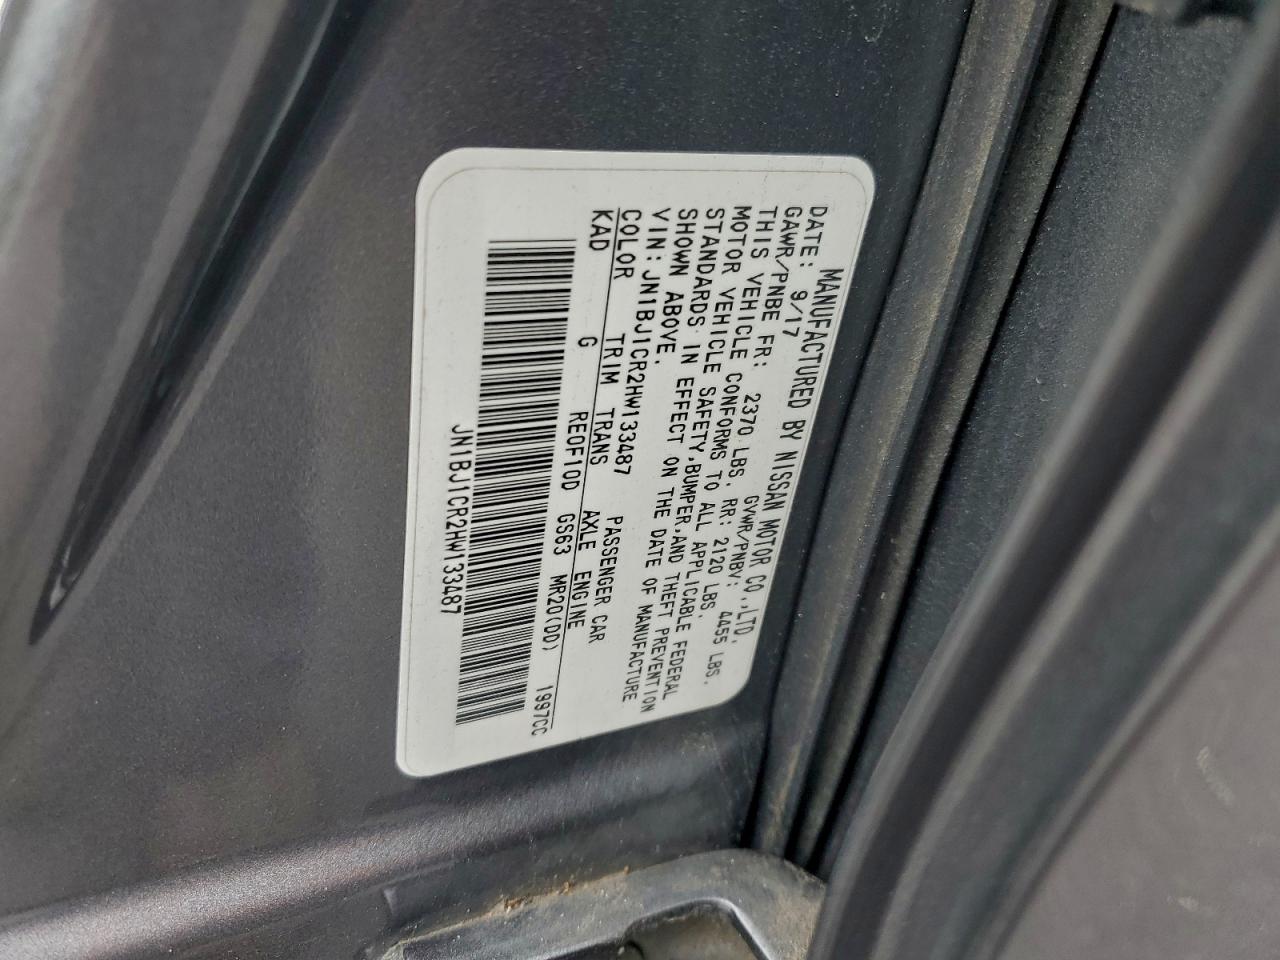 MANUFACTURED BY NISSAN MOTOR CO.,LTD.
DATE: 9/17 GVWR/PNBV: 4455 LBS.
GAWR/PNBE FR: 2370 LBS. RR: 2120 LBS.
THIS VEHICLE CONFORMS TO ALL APPLICABLE FEDERAL
MOTOR VEHICLE SAFETY,BUMPER,AND THEFT PREVENTION
STANDARDS IN EFFECT ON THE DATE OF MANUFACTURE
SHOWN ABOVE.
VIN: JN1BJ1CR2HW133487 PASSENGER CAR
COLOR TRIM TRANS AXLE ENGINE
KAD G RE0F10D GS63 MR20(DD) 1997CC
JN1BJ1CR2HW133487